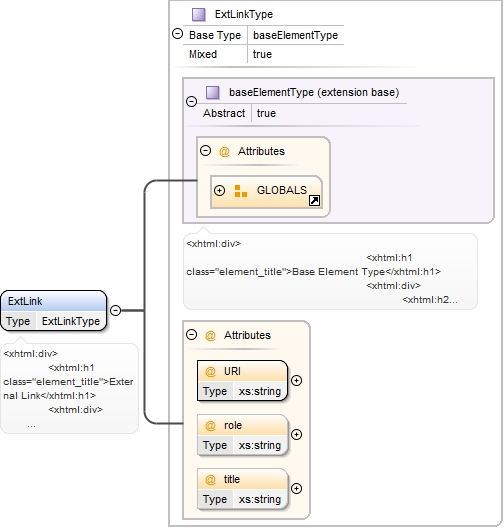 ExtLinkType
Base Type baseElementType
Mixed true
baseElementType (extension base)
Abstract true
@ Attributes
GLOBALS
<xhtml:div>
<xhtml:h1
class="element_title">Base Element Type</xhtml:h1>
<xhtml:div>
<xhtml:h2...
ExtLink
Type ExtLinkType
<xhtml:div>
<xhtml:h1
class="element_title">Exter
nal Link</xhtml:h1>
<xhtml:div>
...
@ Attributes
@ URI
Type xs:string
@ role
Type xs:string
@ title
Type xs:string